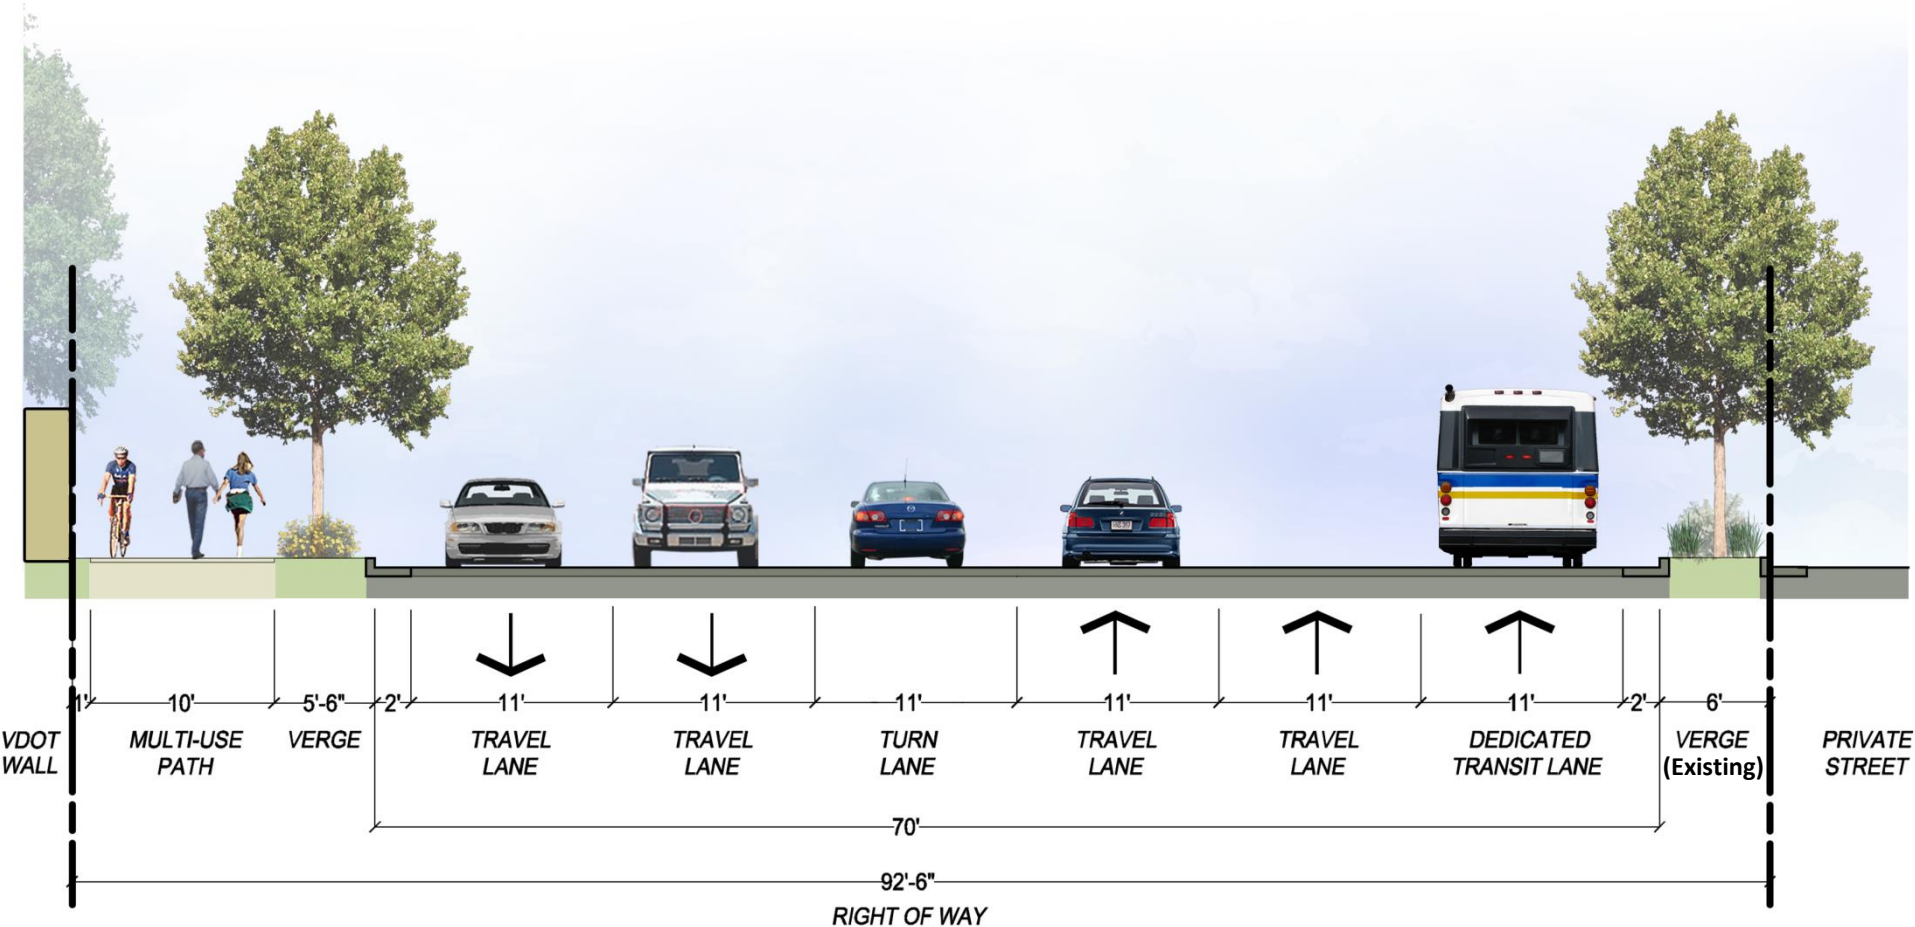 1' 10' 5'-6" 2' 11' 11' 11' 11' 11' 11' 2' 6'
VDOT
WALL
MULTI-USE
PATH
VERGE
TRAVEL
LANE
TRAVEL
LANE
TURN
LANE
TRAVEL
LANE
TRAVEL
LANE
DEDICATED
TRANSIT LANE
VERGE
(Existing)
PRIVATE
STREET
70'
92'-6"
RIGHT OF WAY